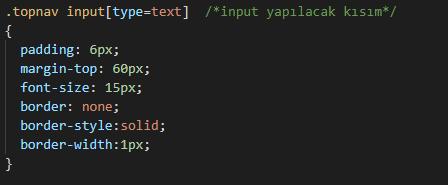 .topnav input[type=text]  /*input yapılacak kısım*/
{
  padding: 6px;
  margin-top: 60px;
  font-size: 15px;
  border: none;
  border-style:solid;
  border-width:1px;
}